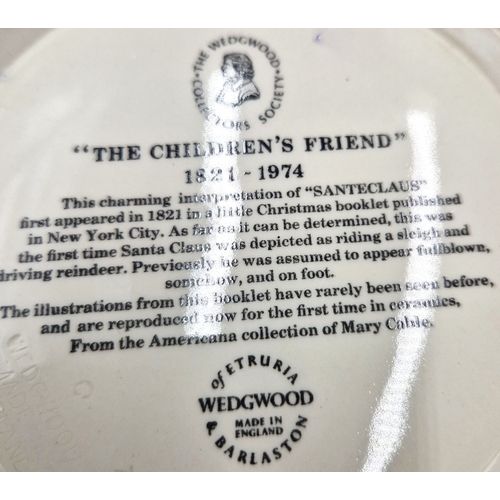 THE WEDGWOOD
COLLECTORS SOCIETY
"THE CHILDREN'S FRIEND"
1821 - 1974
This charming interpretation of "SANTECLAUS"
first appeared in 1821 in a little Christmas booklet published
in New York City. As far as it can be determined, this was
the first time Santa Claus was depicted as riding a sleigh and
driving reindeer. Previously he was assumed to appear fullblown,
somehow, and on foot.
The illustrations from this booklet have rarely been seen before,
and are reproduced now for the first time in ceramics,
From the Americana collection of Mary Cable.
of ETRURIA
WEDGWOOD
MADE IN
ENGLAND
& BARLASTON
WEDGWOOD